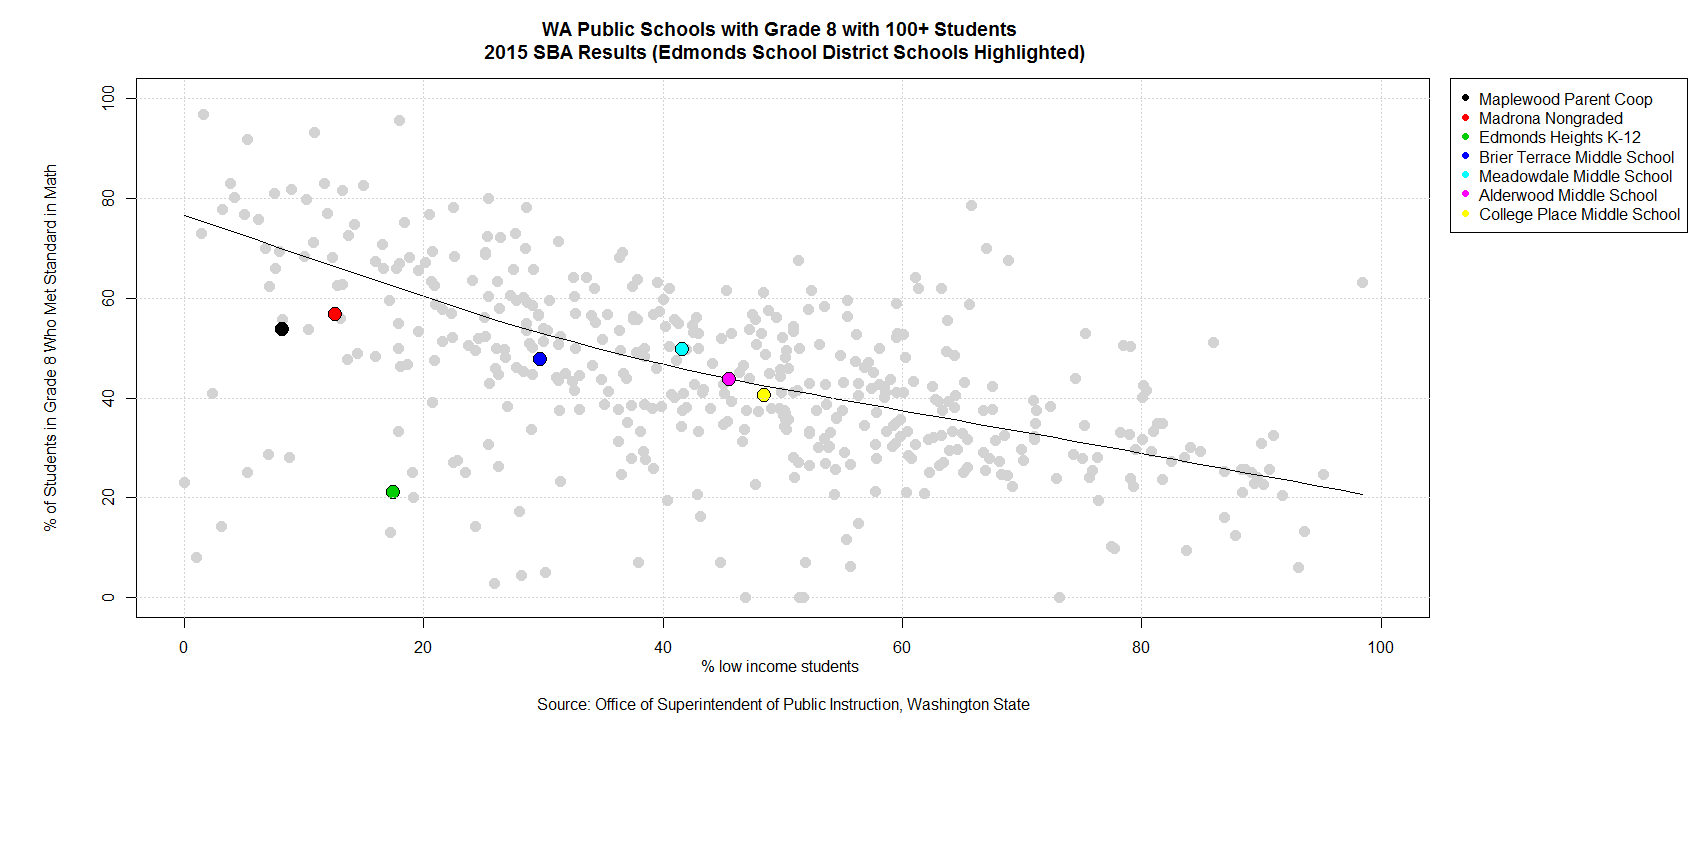 WA Public Schools with Grade 8 with 100+ Students
2015 SBA Results (Edmonds School District Schools Highlighted)
% of Students in Grade 8 Who Met Standard in Math
100
80
60
40
20
0
0 20 40 60 80 100
% low income students
Source: Office of Superintendent of Public Instruction, Washington State
Maplewood Parent Coop
Madrona Nongraded
Edmonds Heights K-12
Brier Terrace Middle School
Meadowdale Middle School
Alderwood Middle School
College Place Middle School